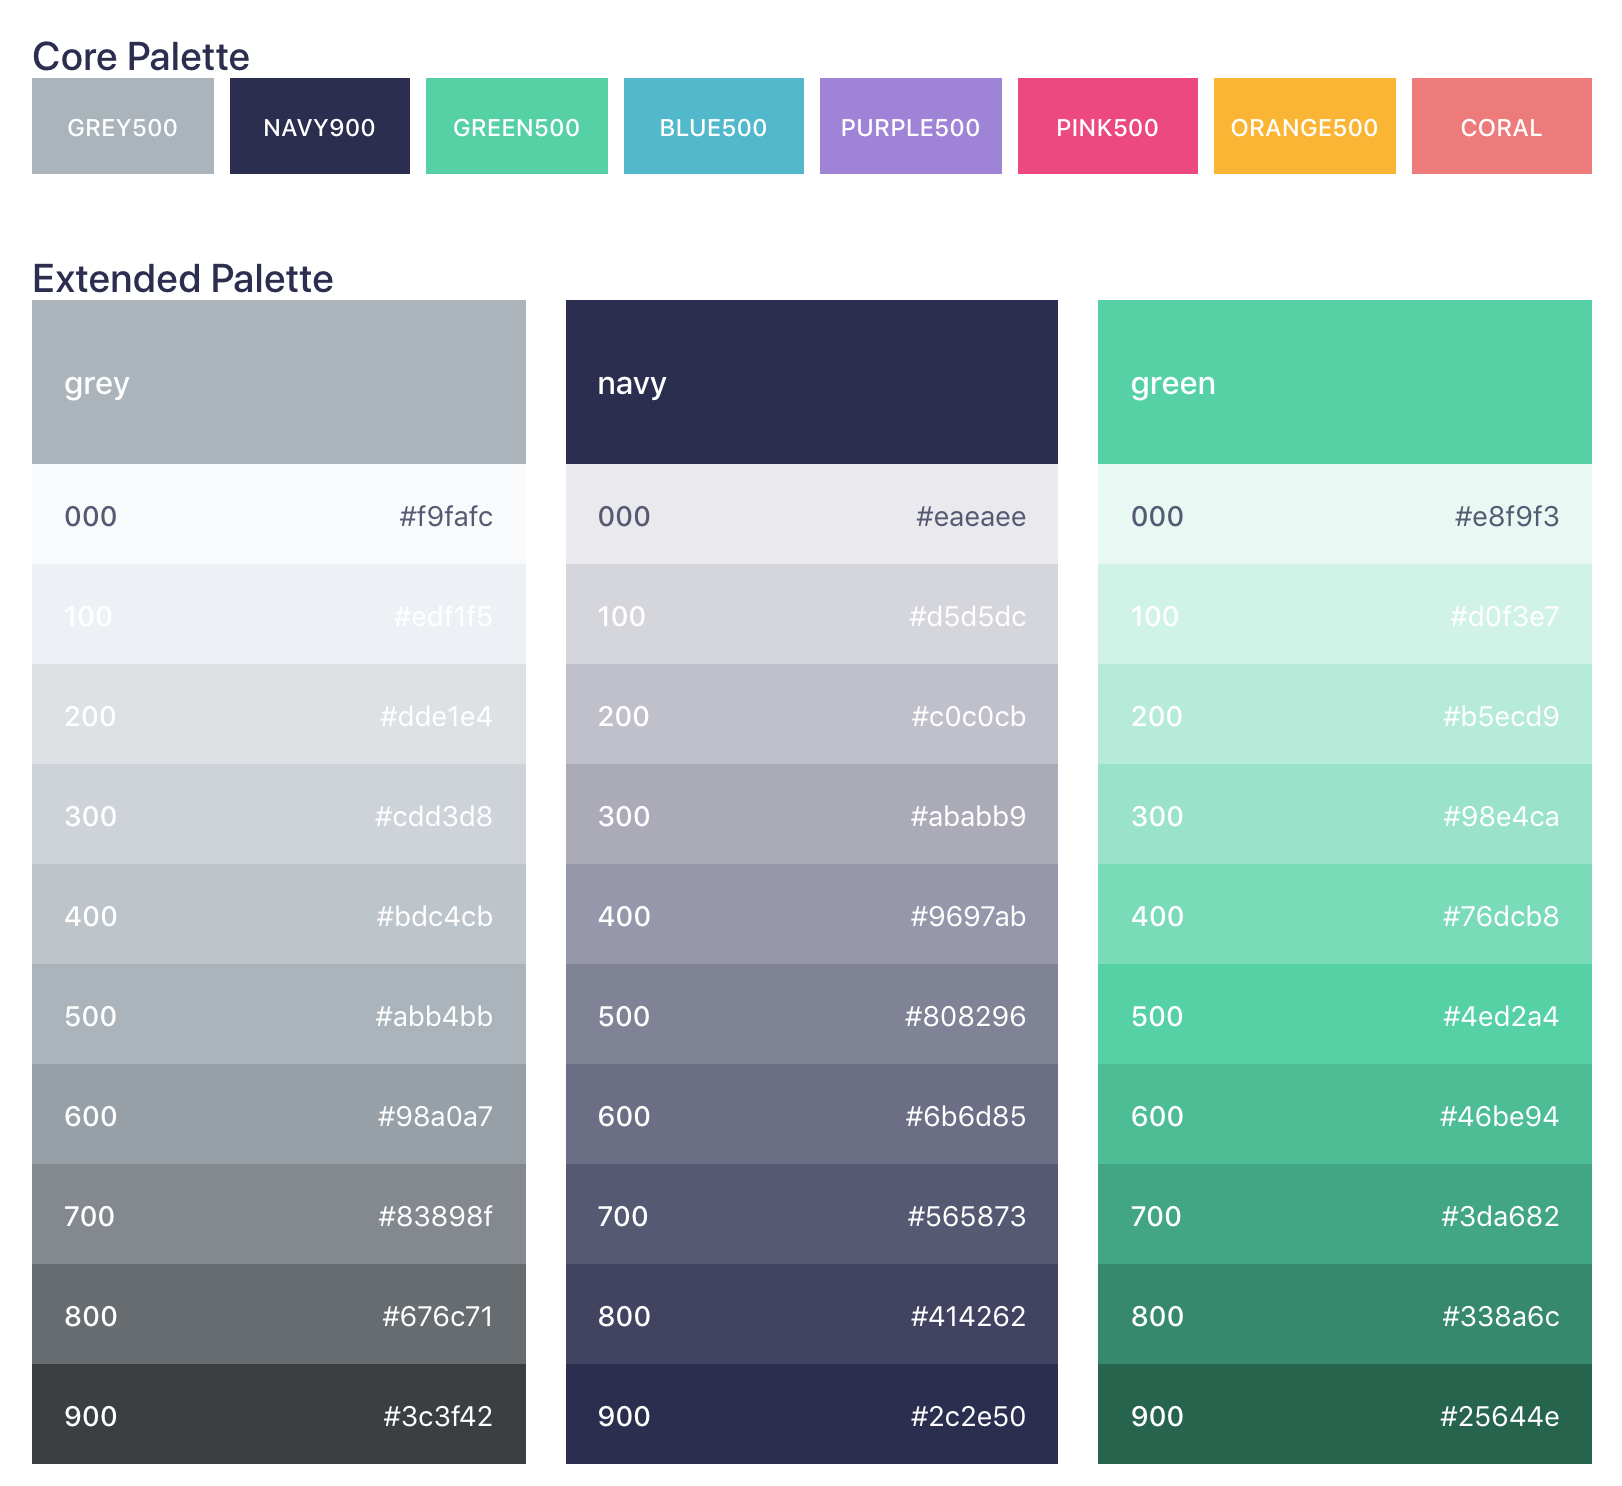 Core Palette
GREY500 NAVY900 GREEN500 BLUE500 PURPLE500 PINK500 ORANGE500 CORAL
Extended Palette
grey
000 #f9fafc
100 #edf1f5
200 #dde1e4
300 #cdd3d8
400 #bdc4cb
500 #abb4bb
600 #98a0a7
700 #83898f
800 #676c71
900 #3c3f42
navy
000 #eaeaee
100 #d5d5dc
200 #c0c0cb
300 #ababb9
400 #9697ab
500 #808296
600 #6b6d85
700 #565873
800 #414262
900 #2c2e50
green
000 #e8f9f3
100 #d0f3e7
200 #b5ecd9
300 #98e4ca
400 #76dcb8
500 #4ed2a4
600 #46be94
700 #3da682
800 #338a6c
900 #25644e